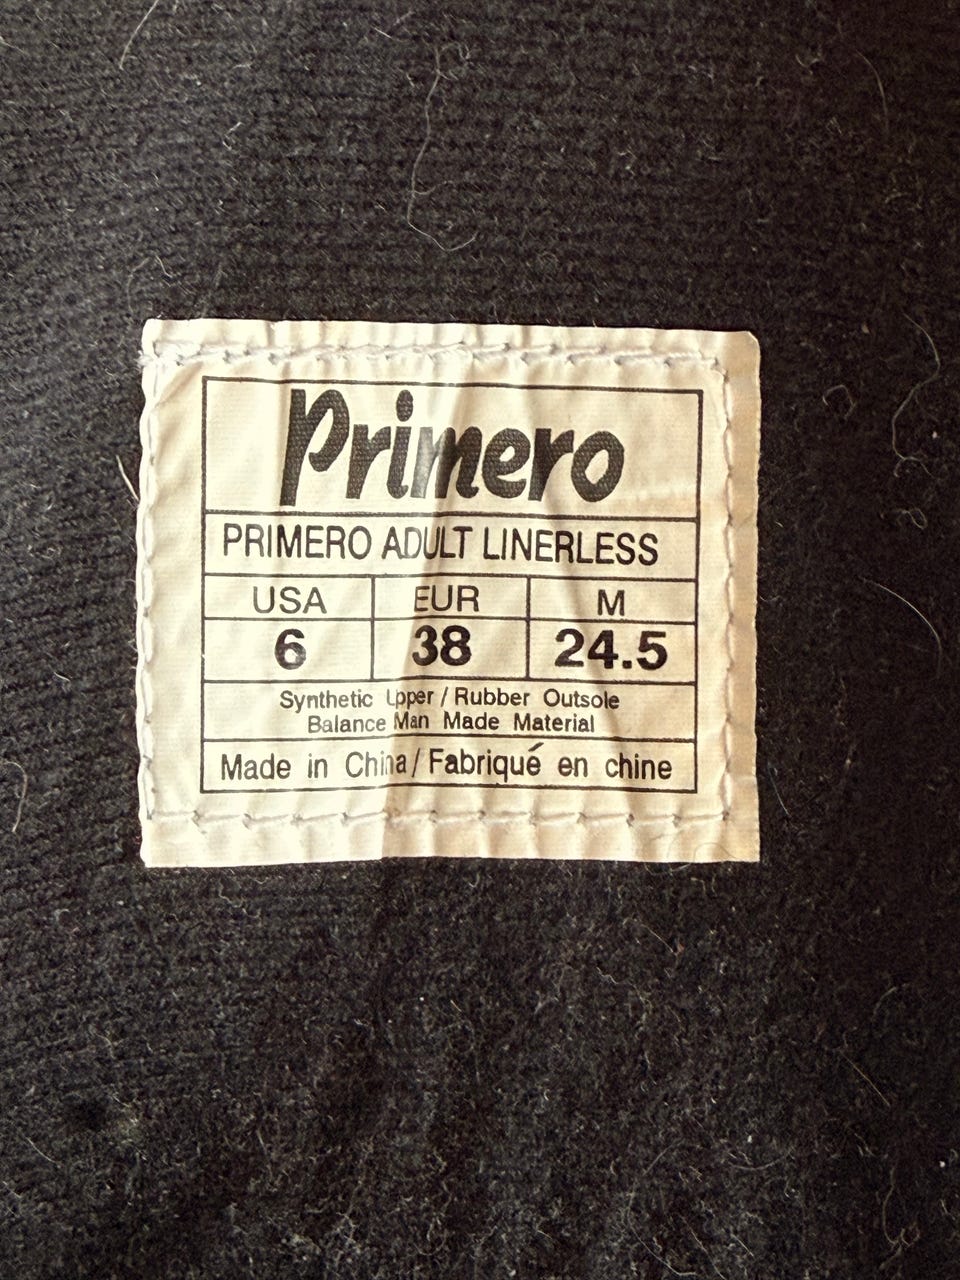 Primero
PRIMERO ADULT LINERLESS
USA EUR M
6 38 24.5
Synthetic Upper / Rubber Outsole
Balance Man Made Material
Made in China / Fabriqué en chine